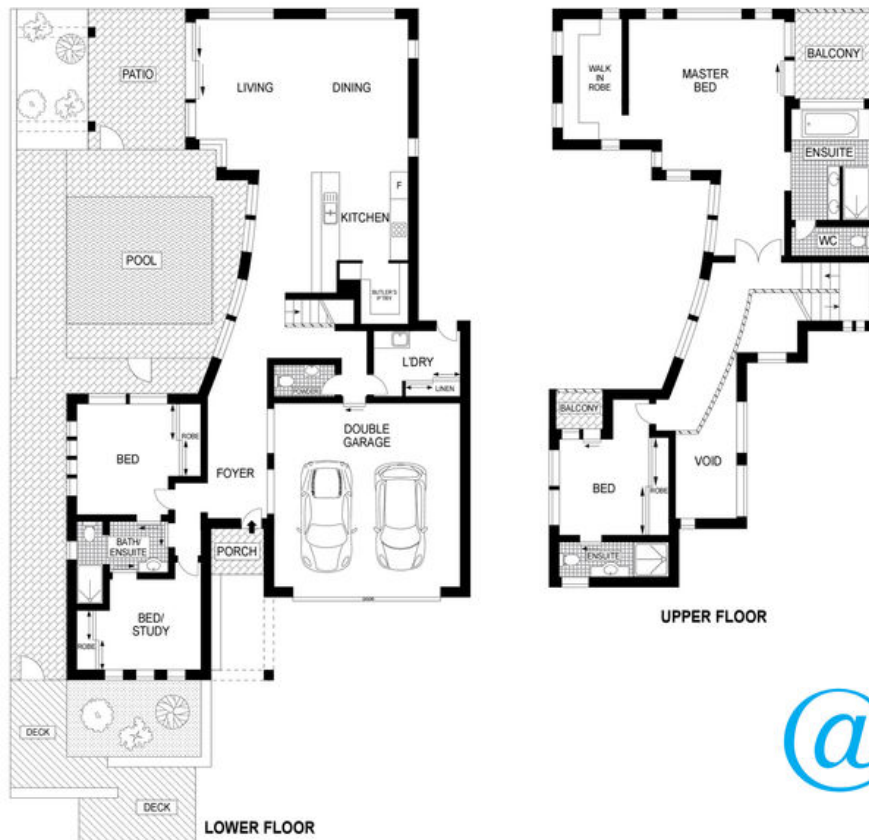 PATIO
LIVING
DINING
F
KITCHEN
POOL
BUTLER'S
P'TRY
L'DRY
LINEN
POWDER
DOUBLE
GARAGE
BED
ROBE
FOYER
BATH/
ENSUITE
PORCH
BED/
STUDY
ROBE
DECK
DECK
LOWER FLOOR
WALK
IN
ROBE
MASTER
BED
BALCONY
ENSUITE
WC
BALCONY
BED
ROBE
VOID
ENSUITE
UPPER FLOOR
@